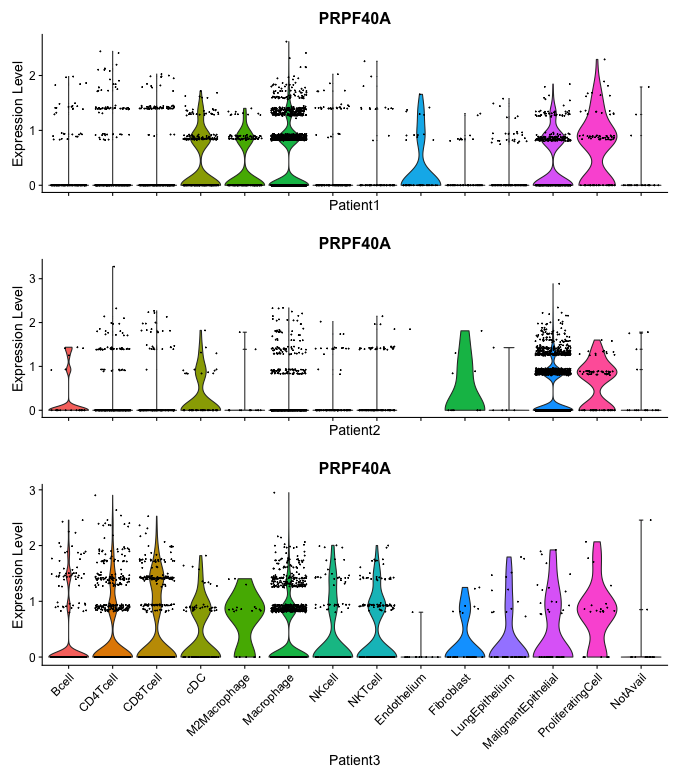 PRPF40A
Expression Level
2
1
0
Patient1
PRPF40A
Expression Level
3
2
1
0
Patient2
PRPF40A
Expression Level
3
2
1
0
Bcell
CD4Tcell
CD8Tcell
cDC
M2Macrophage
Macrophage
NKcell
NKTcell
Endothelium
Fibroblast
LungEpithelium
MalignantEpithelial
ProliferatingCell
NotAvail
Patient3